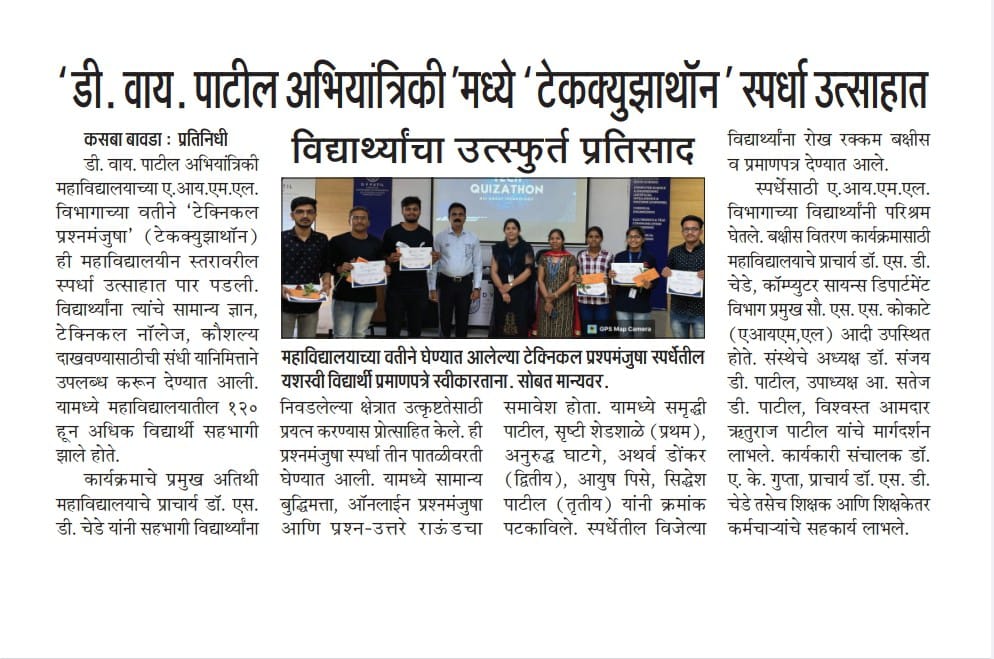 ‘डी. वाय. पाटील अभियांत्रिकी’मध्ये ‘टेकक्युझाथॉन’ स्पर्धा उत्साहात
विद्यार्थ्यांचा उत्स्फुर्त प्रतिसाद
कसबा बावडा : प्रतिनिधी
डी. वाय. पाटील अभियांत्रिकी
महाविद्यालयाच्या ए.आय.एम.एल.
विभागाच्या वतीने ‘टेक्निकल
प्रश्नमंजुषा’ (टेकक्युझाथॉन)
ही महाविद्यालयीन स्तरावरील
स्पर्धा उत्साहात पार पडली.
विद्यार्थ्यांना त्यांचे सामान्य ज्ञान,
टेक्निकल नॉलेज, कौशल्य
दाखवण्यासाठीची संधी यानिमित्ताने
उपलब्ध करून देण्यात आली.
यामध्ये महाविद्यालयातील १२०
हून अधिक विद्यार्थी सहभागी
झाले होते.
कार्यक्रमाचे प्रमुख अतिथी
महाविद्यालयाचे प्राचार्य डॉ. एस.
डी. चेडे यांनी सहभागी विद्यार्थ्यांना
TECH
QUIZATHON
GPS Map Camera
महाविद्यालयाच्या वतीने घेण्यात आलेल्या टेक्निकल प्रश्पमंजुषा स्पर्धेतील
यशस्वी विद्यार्थी प्रमाणपत्रे स्वीकारताना. सोबत मान्यवर.
निवडलेल्या क्षेत्रात उत्कृष्टतेसाठी
प्रयत्न करण्यास प्रोत्साहित केले. ही
प्रश्नमंजुषा स्पर्धा तीन पातळीवरती
घेण्यात आली. यामध्ये सामान्य
बुद्धिमत्ता, ऑनलाईन प्रश्नमंजुषा
आणि प्रश्न-उत्तरे राऊंडचा
समावेश होता. यामध्ये समृद्धी
पाटील, सृष्टी शेडशाळे (प्रथम),
अनुरुद्ध घाटगे, अथर्व डोंकर
(द्वितीय), आयुष पिसे, सिद्धेश
पाटील (तृतीय) यांनी क्रमांक
पटकाविले. स्पर्धेतील विजेत्या
विद्यार्थ्यांना रोख रक्कम बक्षीस
व प्रमाणपत्र देण्यात आले.
स्पर्धेसाठी ए.आय.एम.एल.
विभागाच्या विद्यार्थ्यांनी परिश्रम
घेतले. बक्षीस वितरण कार्यक्रमासाठी
महाविद्यालयाचे प्राचार्य डॉ. एस. डी.
चेडे, कॉम्प्युटर सायन्स डिपार्टमेंट
विभाग प्रमुख सौ. एस. एस. कोकाटे
(एआयएम,एल) आदी उपस्थित
होते. संस्थेचे अध्यक्ष डॉ. संजय
डी. पाटील, उपाध्यक्ष आ. सतेज
डी. पाटील, विश्वस्त आमदार
ऋतुराज पाटील यांचे मार्गदर्शन
लाभले. कार्यकारी संचालक डॉ.
ए. के. गुप्ता, प्राचार्य डॉ. एस. डी.
चेडे तसेच शिक्षक आणि शिक्षकेतर
कर्मचाऱ्यांचे सहकार्य लाभले.